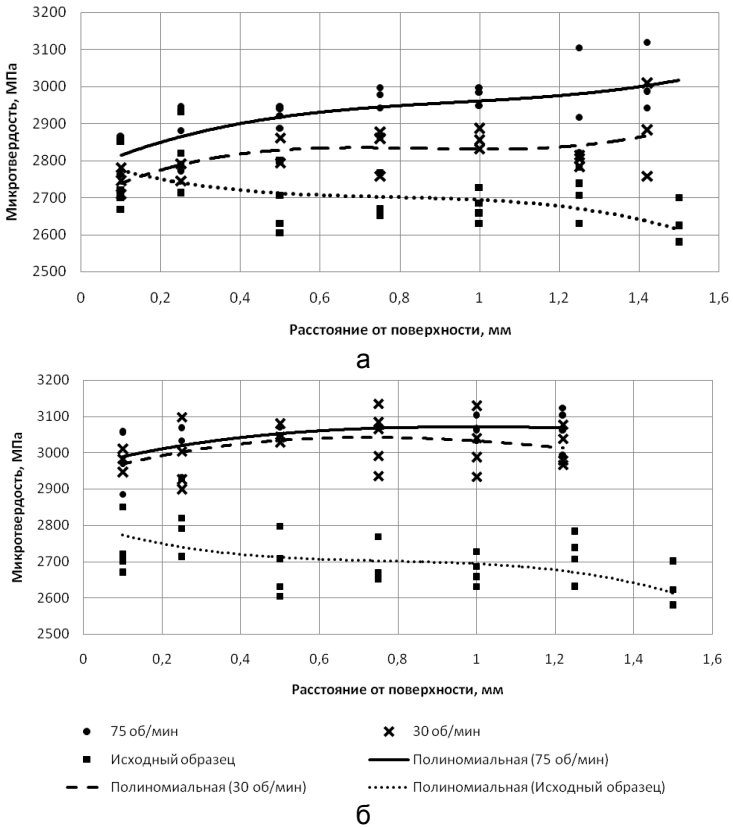 3200
3100
3000
2900
2800
2700
2600
2500
Микротвердость, МПа
0 0,2 0,4 0,6 0,8 1 1,2 1,4 1,6
Расстояние от поверхности, мм
а
3200
3100
3000
2900
2800
2700
2600
2500
Микротвердость, МПа
0 0,2 0,4 0,6 0,8 1 1,2 1,4 1,6
Расстояние от поверхности, мм
75 об/мин 30 об/мин
Исходный образец Полиномиальная (75 об/мин)
Полиномиальная (30 об/мин) Полиномиальная (Исходный образец)
б